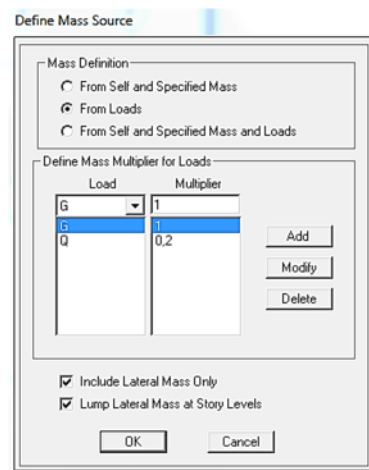 Define Mass Source
Mass Definition
From Self and Specified Mass
From Loads
From Self and Specified Mass and Loads
Define Mass Multiplier for Loads
Load Multiplier
G 1
G 1
Q 0,2
Add
Modify
Delete
Include Lateral Mass Only
Lump Lateral Mass at Story Levels
OK Cancel